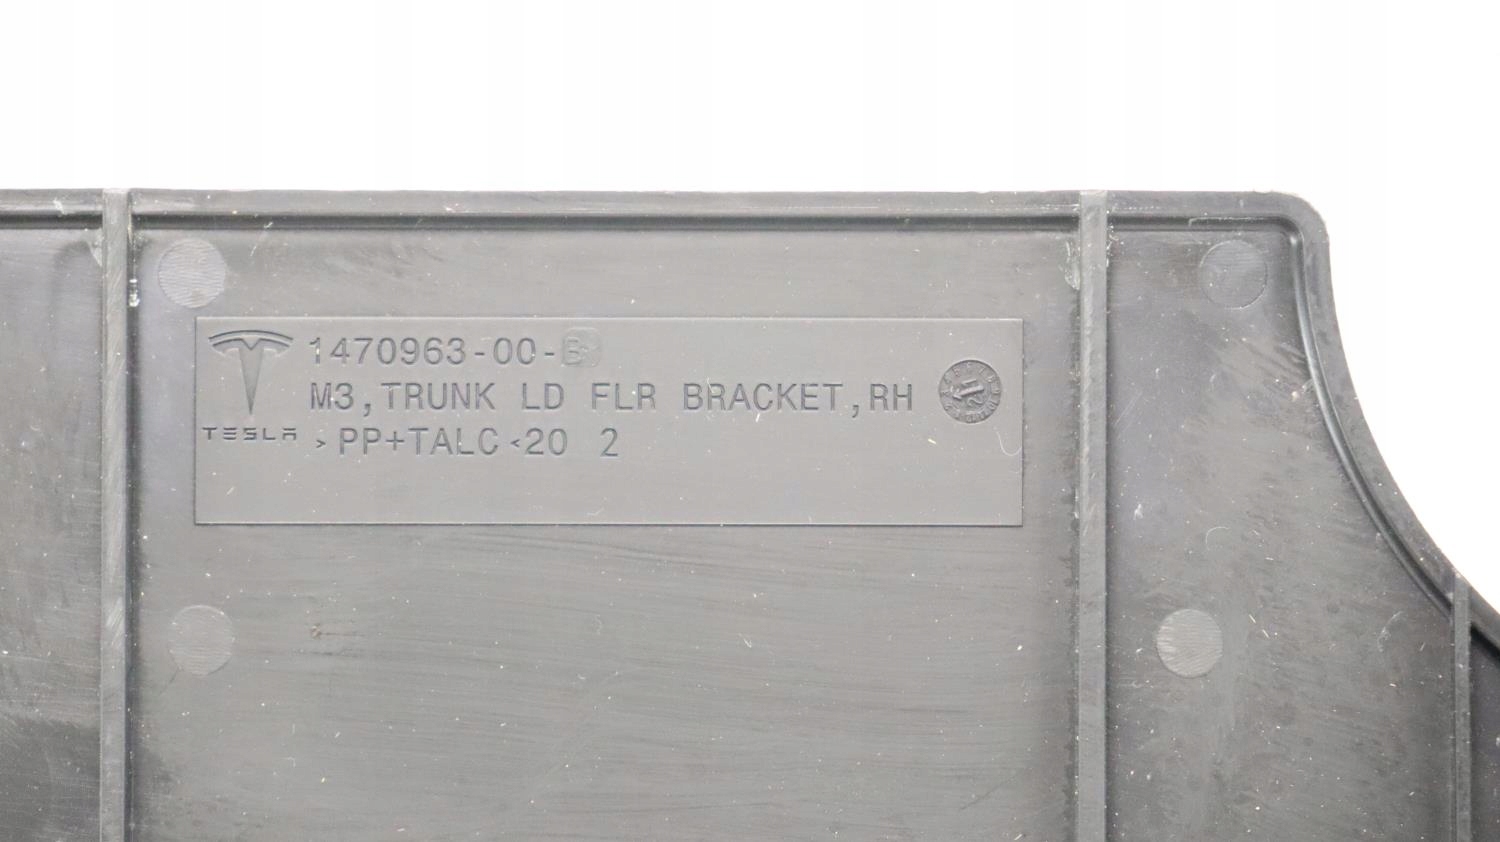 1470963-00-B
M3,TRUNK LD FLR BRACKET,RH
TESLA
>PP+TALC<20 2